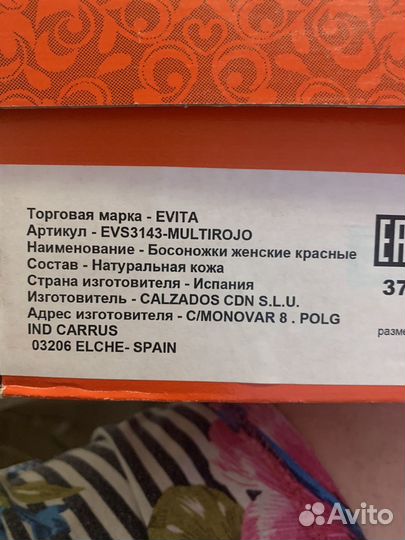 Торговая марка - EVITA
Артикул - EVS3143-MULTIROJO
Наименование - Босоножки женские красные
Состав - Натуральная кожа
Страна изготовителя - Испания
Изготовитель - CALZADOS CDN S.L.U.
Адрес изготовителя - C/MONOVAR 8 . POLG
IND CARRUS
03206 ELCHE- SPAIN
37
Avito